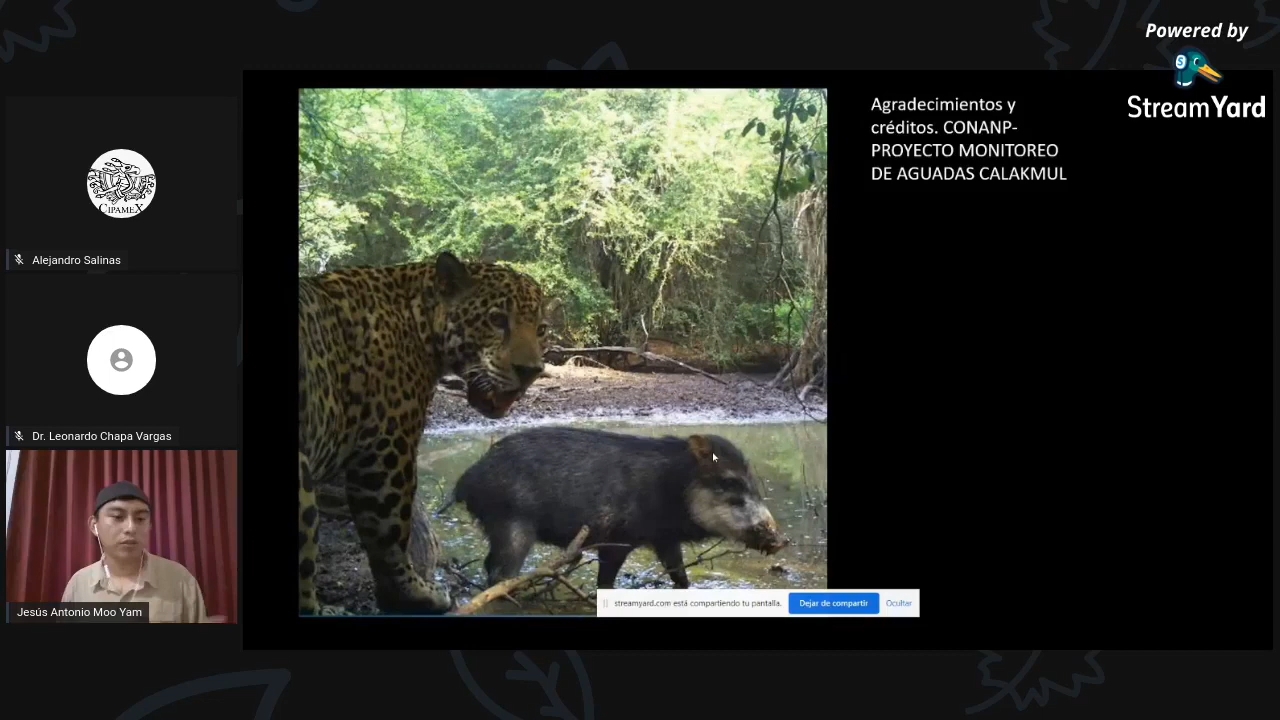 Powered by
StreamYard
CIPAMEX
Alejandro Salinas
Dr. Leonardo Chapa Vargas
Jesús Antonio Moo Yam
Agradecimientos y
créditos. CONANP-
PROYECTO MONITOREO
DE AGUADAS CALAKMUL
streamyard.com está compartiendo tu pantalla.
Dejar de compartir
Ocultar